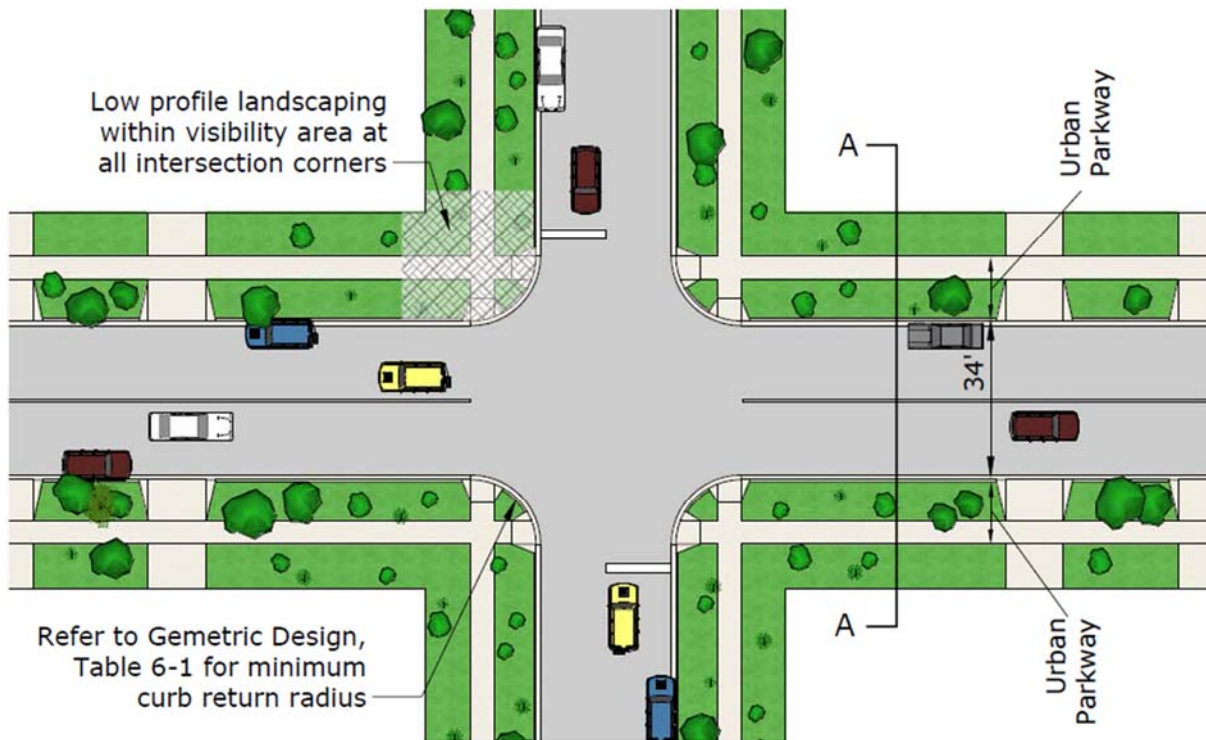 Low profile landscaping
within visibility area at
all intersection corners
A
Urban
Parkway
34'
A
Urban
Parkway
Refer to Gemetric Design,
Table 6-1 for minimum
curb return radius